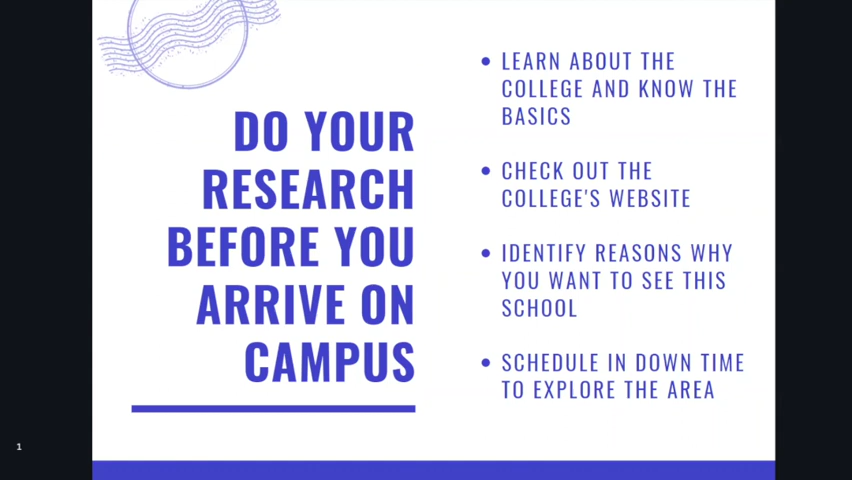 DO YOUR
RESEARCH
BEFORE YOU
ARRIVE ON
CAMPUS
• LEARN ABOUT THE
COLLEGE AND KNOW THE
BASICS
• CHECK OUT THE
COLLEGE'S WEBSITE
• IDENTIFY REASONS WHY
YOU WANT TO SEE THIS
SCHOOL
• SCHEDULE IN DOWN TIME
TO EXPLORE THE AREA
1